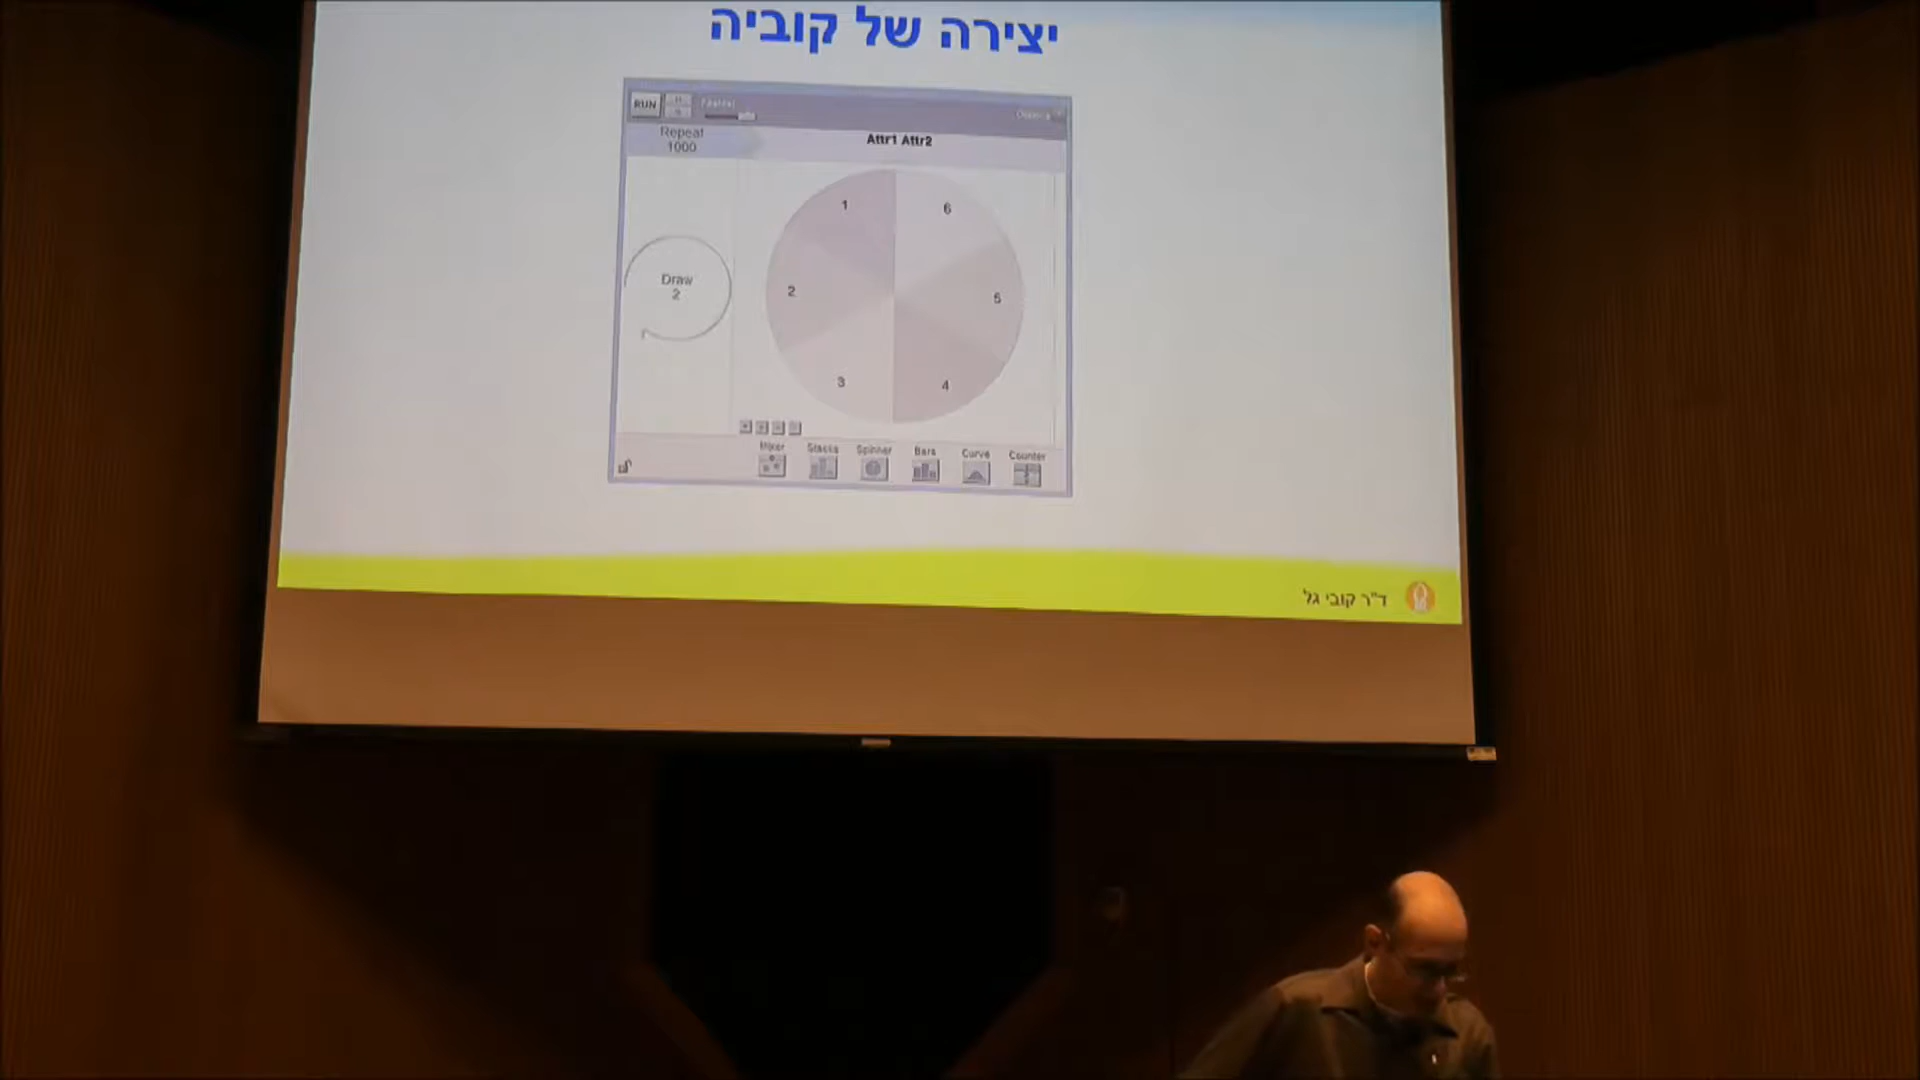 יצירה של קוביה
RUN
Repeat
1000
Attr1 Attr2
1
6
Draw
2
2
5
3
4
Mixer Stacks Spinner Bars Curve Counter
ד"ר קובי גל